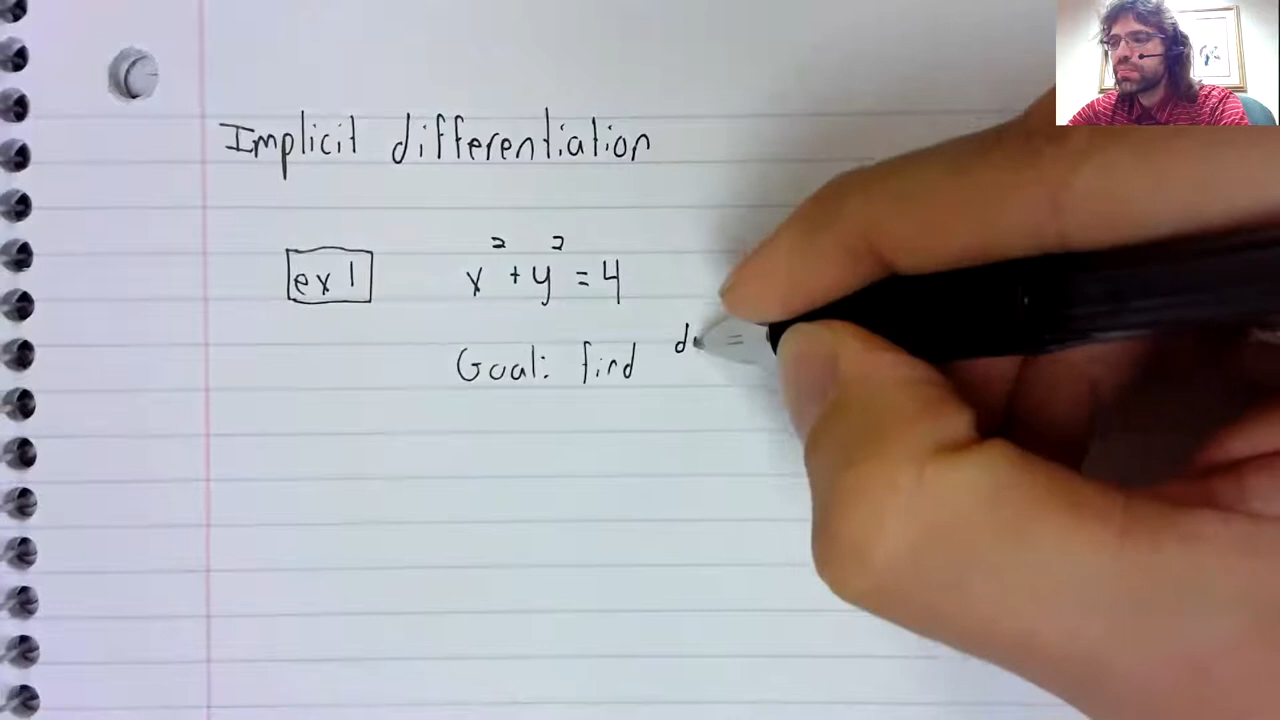 Implicit differentiation
ex 1 x² + y² = 4
Goal: find d =